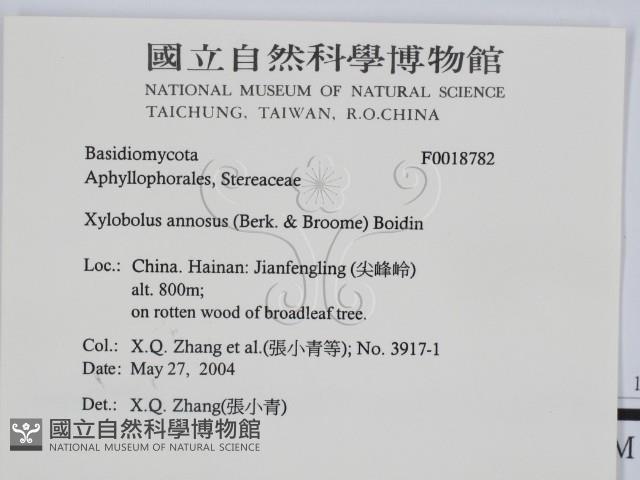 國立自然科學博物館
NATIONAL MUSEUM OF NATURAL SCIENCE
TAICHUNG, TAIWAN, R.O.CHINA
Basidiomycota F0018782
Aphyllophorales, Stereaceae
Xylobolus annosus (Berk. & Broome) Boidin
Loc.: China. Hainan: Jianfengling (尖峰岭)
alt. 800m;
on rotten wood of broadleaf tree.
Col.: X.Q. Zhang et al.(張小青等); No. 3917-1
Date: May 27, 2004
Det.: X.Q. Zhang(張小青)
國立自然科學博物館
NATIONAL MUSEUM OF NATURAL SCIENCE
1
M